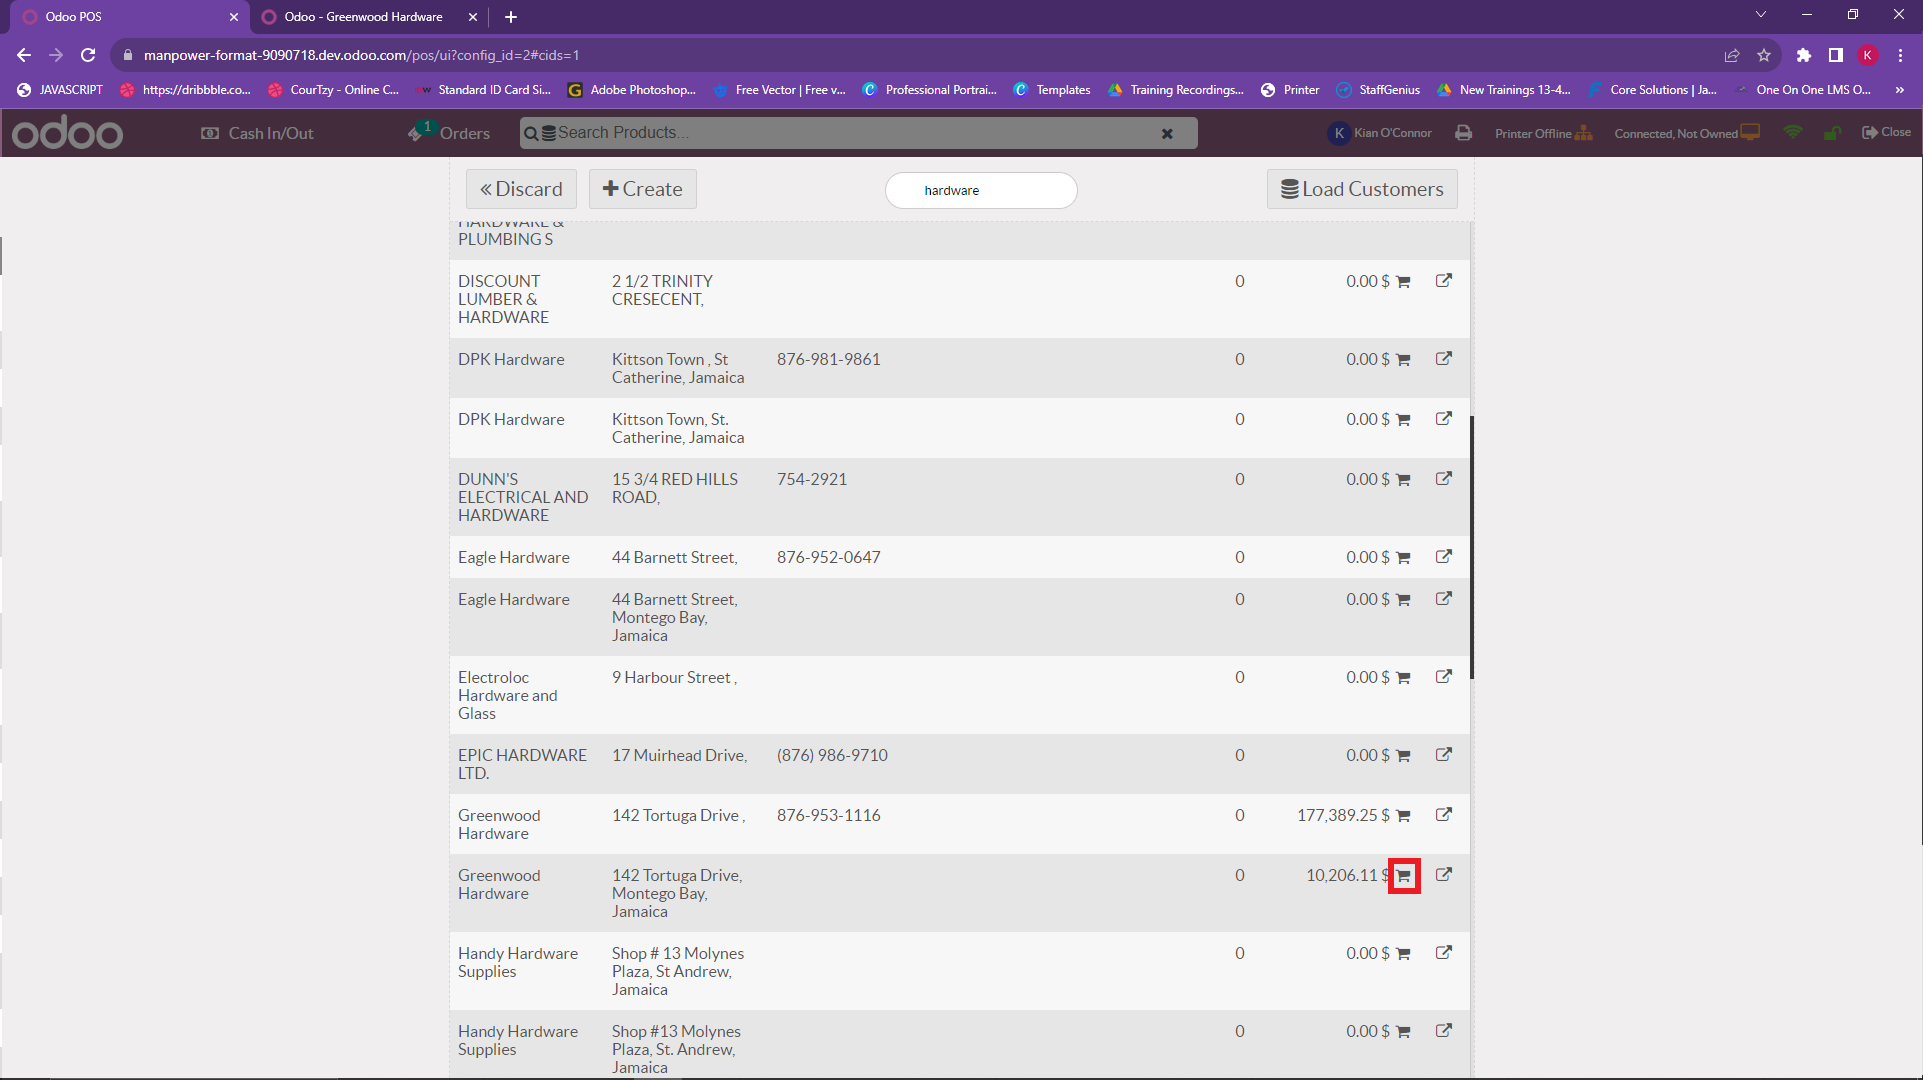 Odoo POS
Odoo - Greenwood Hardware
manpower-format-9090718.dev.odoo.com/pos/ui?config_id=2#cids=1
K
JAVASCRIPT https://dribbble.co... CourTzy - Online C... Standard ID Card Si... Adobe Photoshop... Free Vector | Free v... Professional Portrai... Templates Training Recordings... Printer StaffGenius New Trainings 13-4... Core Solutions | Ja... One On One LMS O... »
odoo Cash In/Out 1 Orders Search Products... K Kian O'Connor Printer Offline Connected, Not Owned Close
« Discard + Create hardware Load Customers
HARDWARE &
PLUMBING S
DISCOUNT 2 1/2 TRINITY 0 0.00 $
LUMBER & CRESECENT,
HARDWARE
DPK Hardware Kittson Town , St 876-981-9861 0 0.00 $
Catherine, Jamaica
DPK Hardware Kittson Town, St. 0 0.00 $
Catherine, Jamaica
DUNN'S 15 3/4 RED HILLS 754-2921 0 0.00 $
ELECTRICAL AND ROAD,
HARDWARE
Eagle Hardware 44 Barnett Street, 876-952-0647 0 0.00 $
Eagle Hardware 44 Barnett Street, 0 0.00 $
Montego Bay,
Jamaica
Electroloc 9 Harbour Street , 0 0.00 $
Hardware and
Glass
EPIC HARDWARE 17 Muirhead Drive, (876) 986-9710 0 0.00 $
LTD.
Greenwood 142 Tortuga Drive , 876-953-1116 0 177,389.25 $
Hardware
Greenwood 142 Tortuga Drive, 0 10,206.11 $
Hardware Montego Bay,
Jamaica
Handy Hardware Shop # 13 Molynes 0 0.00 $
Supplies Plaza, St Andrew,
Jamaica
Handy Hardware Shop #13 Molynes 0 0.00 $
Supplies Plaza, St. Andrew,
Jamaica